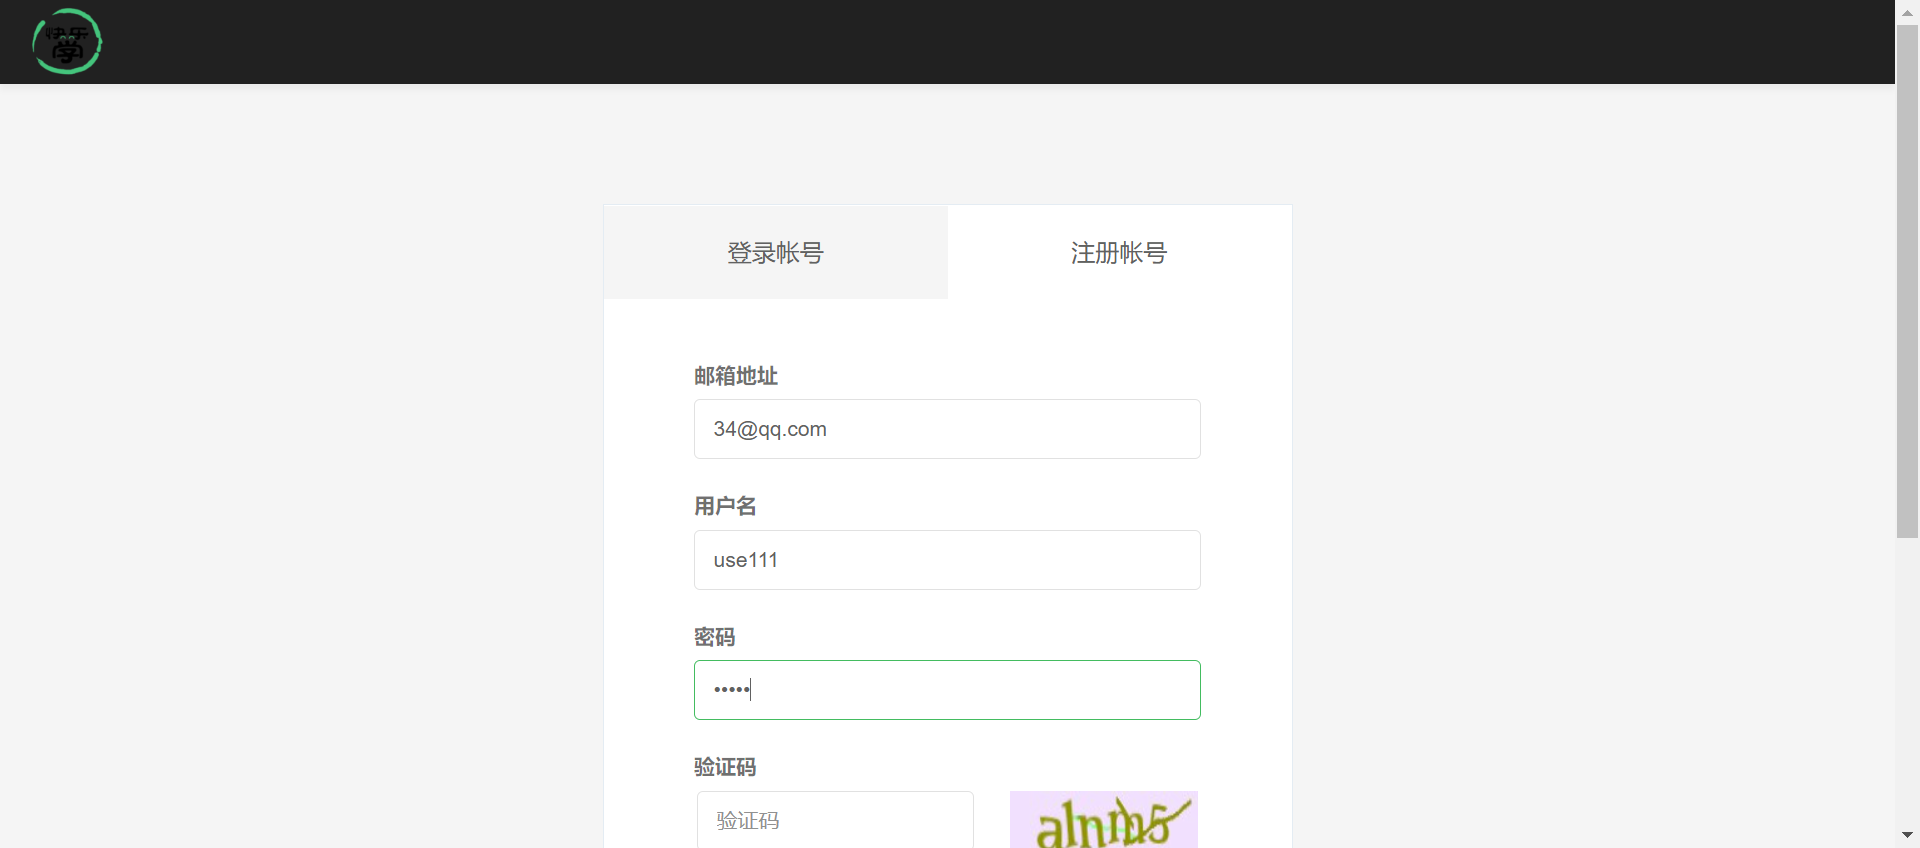 快乐
学
登录帐号
注册帐号
邮箱地址
34@qq.com
用户名
use111
密码
•••••
验证码
验证码
alnm5